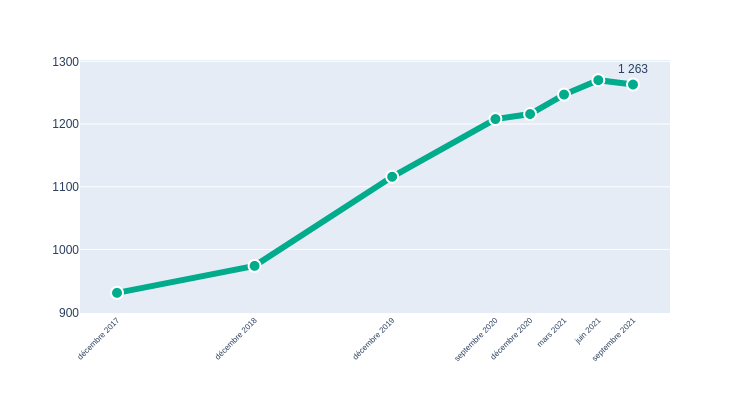 1300
1200
1100
1000
900
1 263
décembre 2017
décembre 2018
décembre 2019
septembre 2020
décembre 2020
mars 2021
juin 2021
septembre 2021